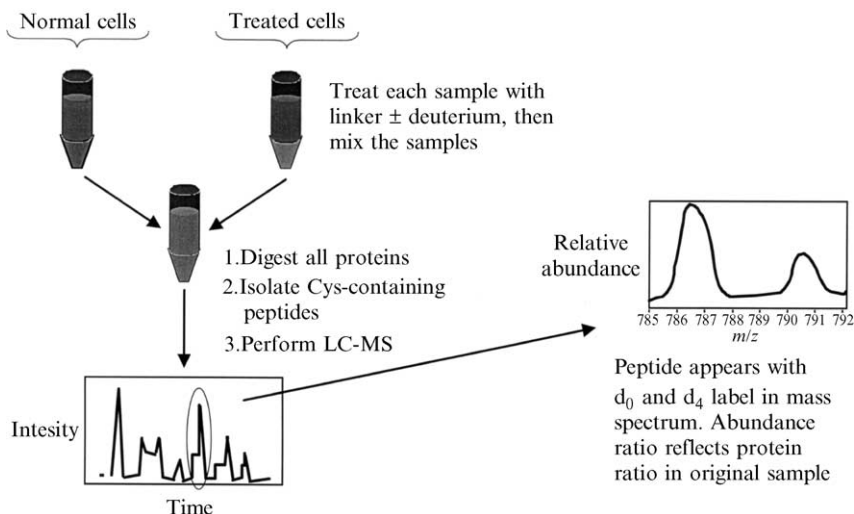 Normal cells
Treated cells
Treat each sample with
linker ± deuterium, then
mix the samples
1.Digest all proteins
2.Isolate Cys-containing
peptides
3.Perform LC-MS
Intesity
Time
Relative
abundance
785 786 787 788 789 790 791 792
m/z
Peptide appears with
d₀ and d₄ label in mass
spectrum. Abundance
ratio reflects protein
ratio in original sample